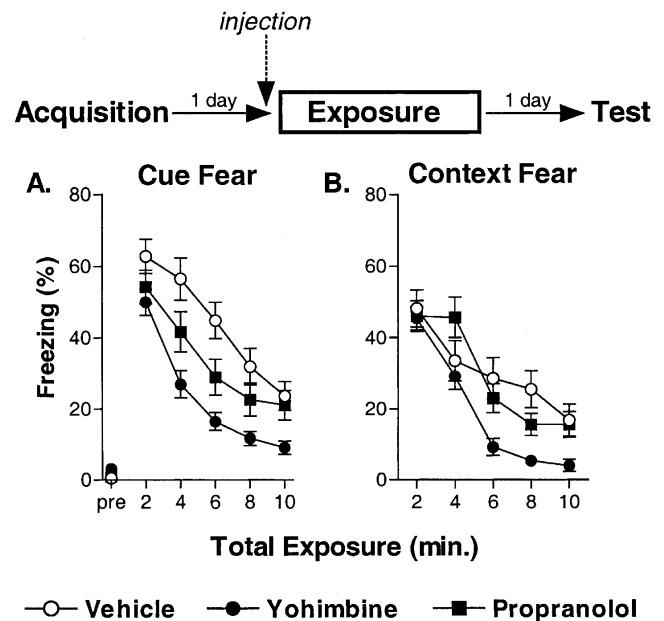 injection
Acquisition 1 day Exposure 1 day Test
A. Cue Fear B. Context Fear
80 80
60 60
40 40
20 20
0 0
Freezing (%)
pre 2 4 6 8 10 2 4 6 8 10
Total Exposure (min.)
Vehicle Yohimbine Propranolol